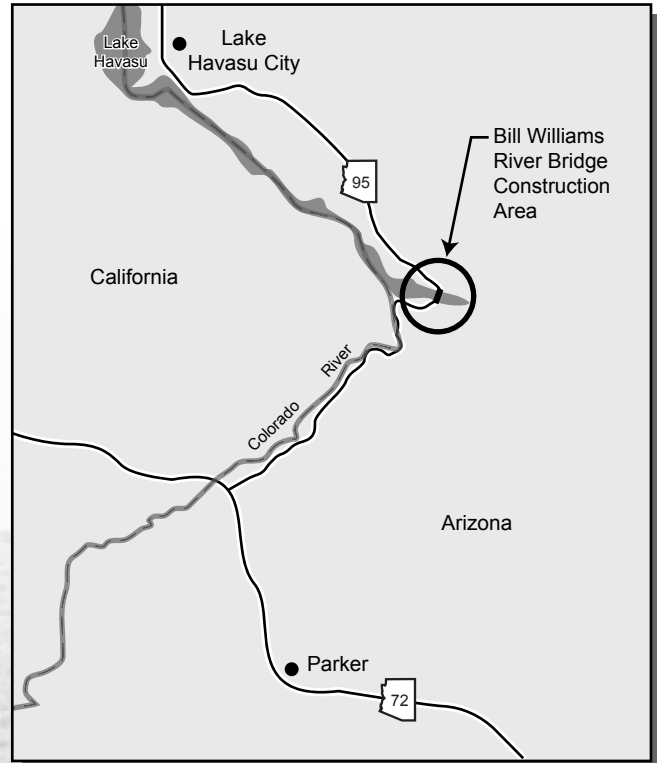 Lake
Havasu
Lake
Havasu City
Bill Williams
River Bridge
Construction
Area
95
California
Colorado River
Arizona
Parker
72